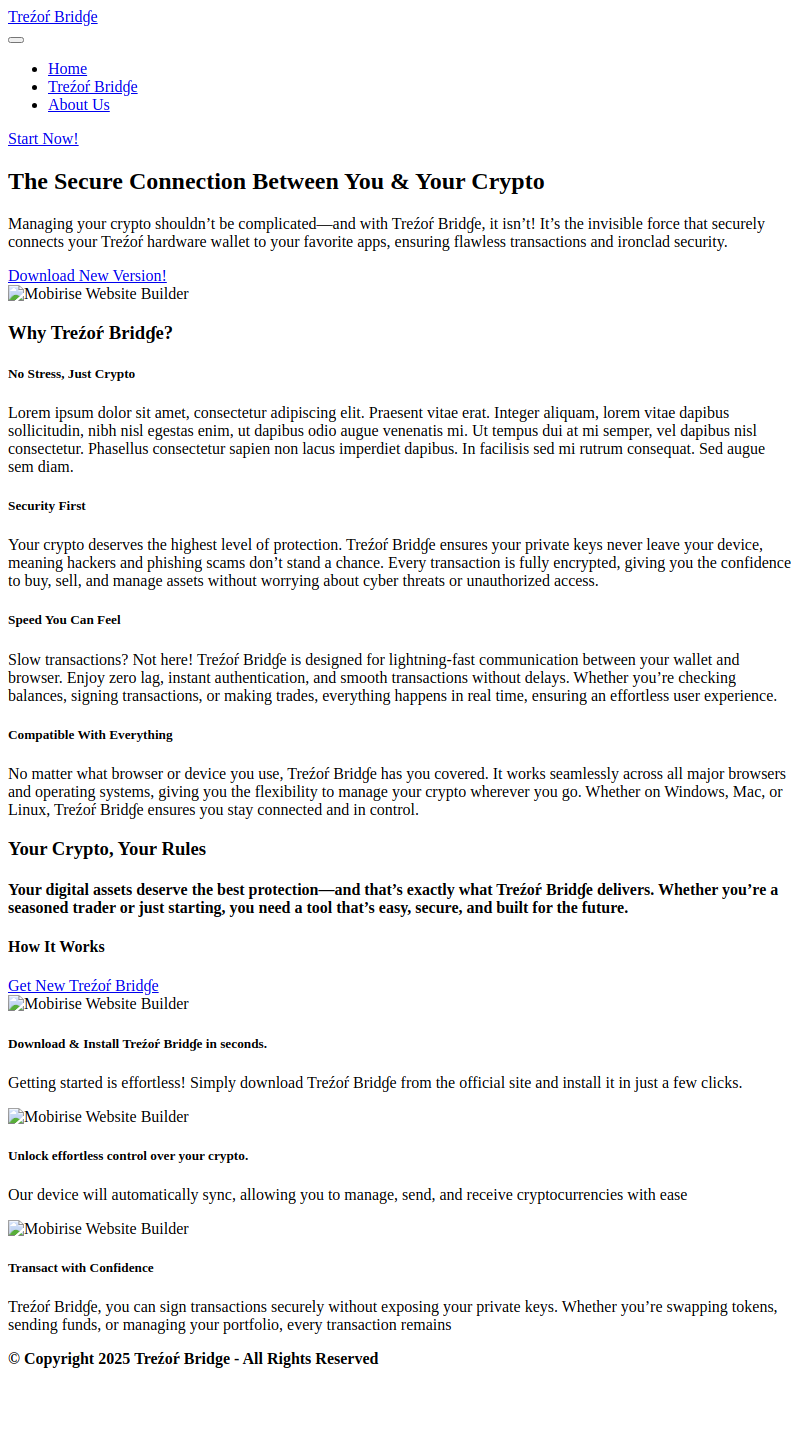 Treźoŕ Bridɠe
Home
Treźoŕ Bridɠe
About Us
Start Now!
The Secure Connection Between You & Your Crypto
Managing your crypto shouldn’t be complicated—and with Treźoŕ Bridɠe, it isn’t! It’s the invisible force that securely
connects your Treźoŕ hardware wallet to your favorite apps, ensuring flawless transactions and ironclad security.
Download New Version!
Mobirise Website Builder
Why Treźoŕ Bridɠe?
No Stress, Just Crypto
Lorem ipsum dolor sit amet, consectetur adipiscing elit. Praesent vitae erat. Integer aliquam, lorem vitae dapibus
sollicitudin, nibh nisl egestas enim, ut dapibus odio augue venenatis mi. Ut tempus dui at mi semper, vel dapibus nisl
consectetur. Phasellus consectetur sapien non lacus imperdiet dapibus. In facilisis sed mi rutrum consequat. Sed augue
sem diam.
Security First
Your crypto deserves the highest level of protection. Treźoŕ Bridɠe ensures your private keys never leave your device,
meaning hackers and phishing scams don’t stand a chance. Every transaction is fully encrypted, giving you the confidence
to buy, sell, and manage assets without worrying about cyber threats or unauthorized access.
Speed You Can Feel
Slow transactions? Not here! Treźoŕ Bridɠe is designed for lightning-fast communication between your wallet and
browser. Enjoy zero lag, instant authentication, and smooth transactions without delays. Whether you’re checking
balances, signing transactions, or making trades, everything happens in real time, ensuring an effortless user experience.
Compatible With Everything
No matter what browser or device you use, Treźoŕ Bridɠe has you covered. It works seamlessly across all major browsers
and operating systems, giving you the flexibility to manage your crypto wherever you go. Whether on Windows, Mac, or
Linux, Treźoŕ Bridɠe ensures you stay connected and in control.
Your Crypto, Your Rules
Your digital assets deserve the best protection—and that’s exactly what Treźoŕ Bridɠe delivers. Whether you’re a
seasoned trader or just starting, you need a tool that’s easy, secure, and built for the future.
How It Works
Get New Treźoŕ Bridɠe
Mobirise Website Builder
Download & Install Treźoŕ Bridɠe in seconds.
Getting started is effortless! Simply download Treźoŕ Bridɠe from the official site and install it in just a few clicks.
Mobirise Website Builder
Unlock effortless control over your crypto.
Our device will automatically sync, allowing you to manage, send, and receive cryptocurrencies with ease
Mobirise Website Builder
Transact with Confidence
Treźoŕ Bridɠe, you can sign transactions securely without exposing your private keys. Whether you’re swapping tokens,
sending funds, or managing your portfolio, every transaction remains
© Copyright 2025 Treźoŕ Bridge - All Rights Reserved